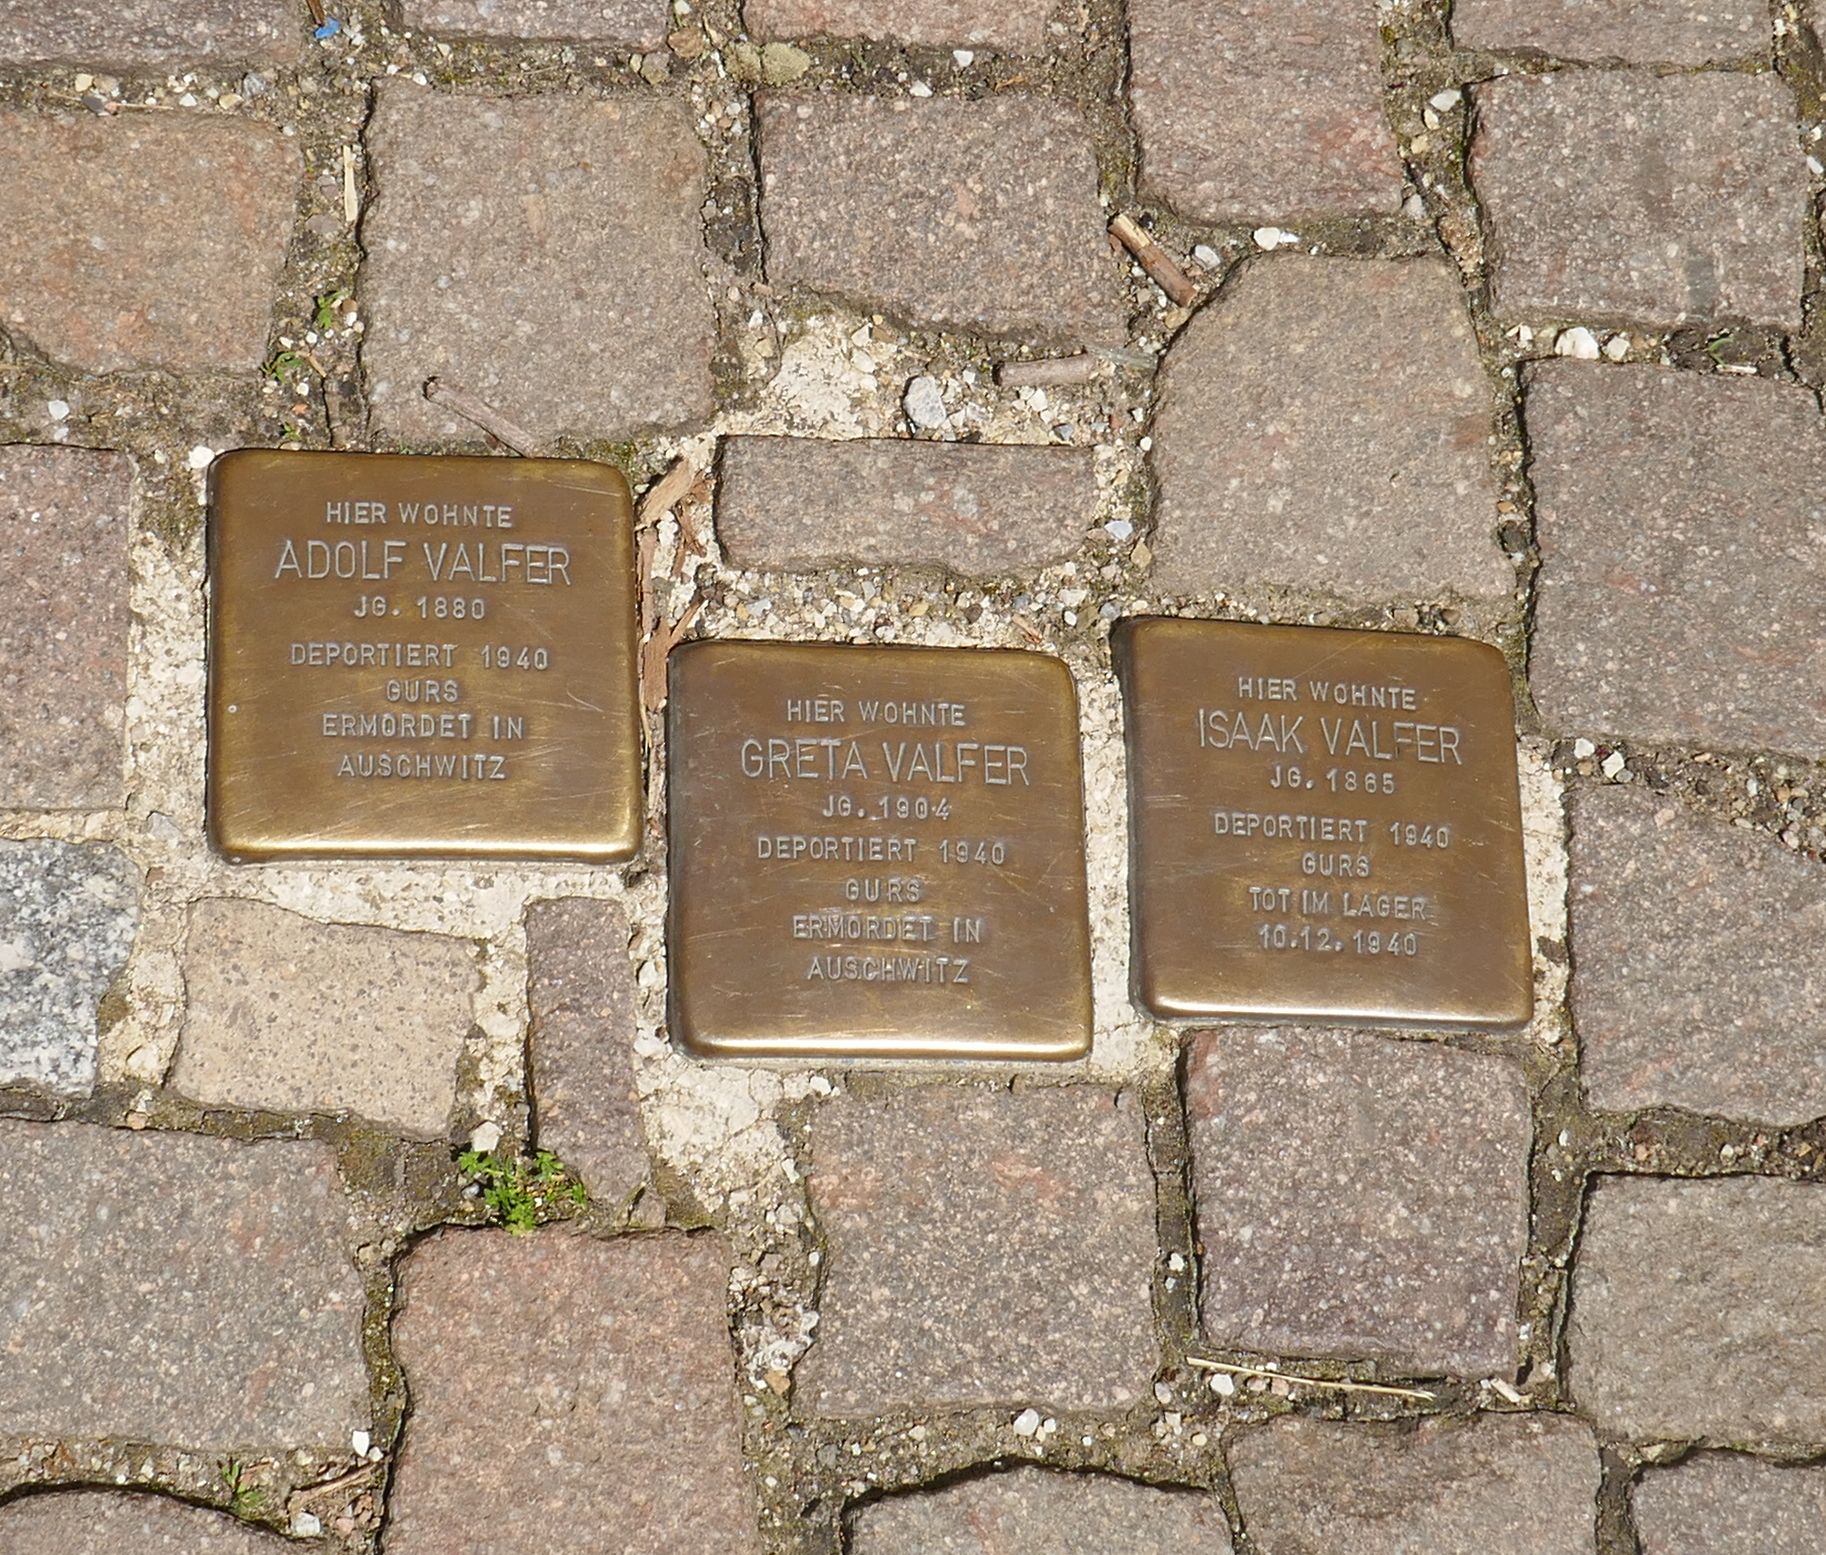 HIER WOHNTE
ADOLF VALFER
JG. 1880
DEPORTIERT 1940
GURS
ERMORDET IN
AUSCHWITZ
HIER WOHNTE
GRETA VALFER
JG. 1904
DEPORTIERT 1940
GURS
ERMORDET IN
AUSCHWITZ
HIER WOHNTE
ISAAK VALFER
JG. 1865
DEPORTIERT 1940
GURS
TOT IM LAGER
10.12.1940